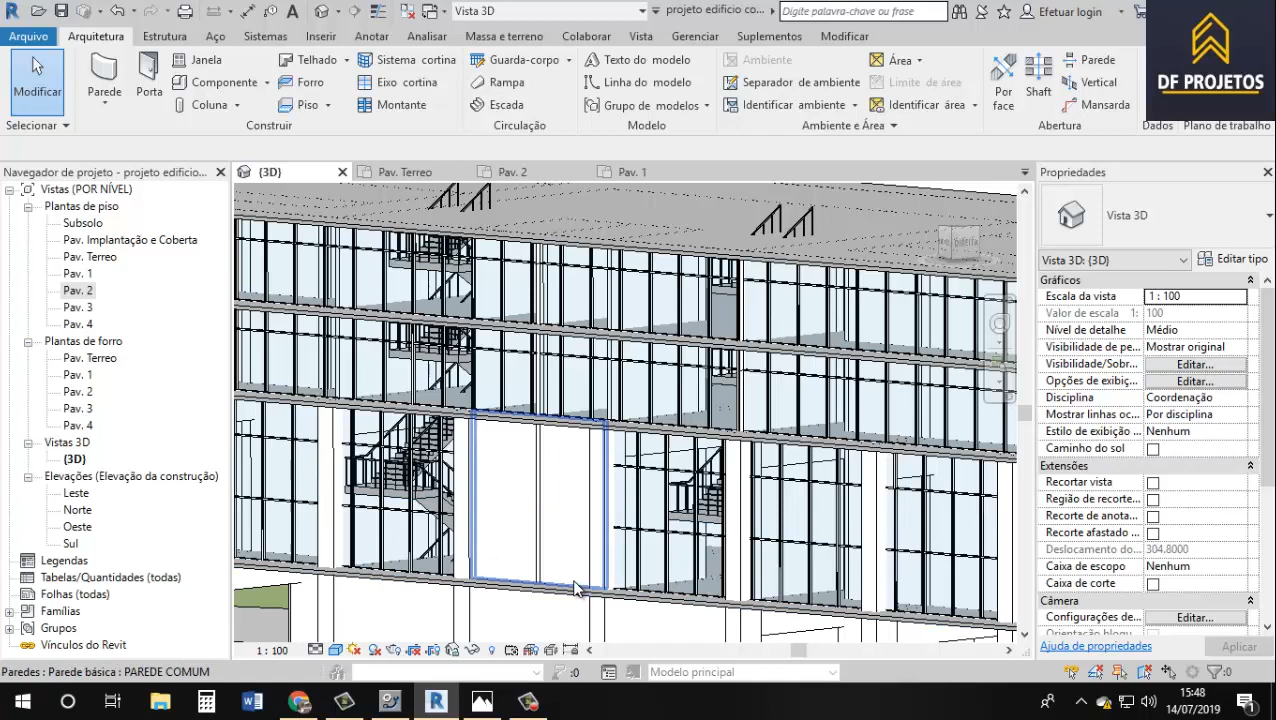 Vista 3D
projeto edificio co...
Digite palavra-chave ou frase
Efetuar login
Arquivo
Arquitetura
Estrutura
Aço
Sistemas
Inserir
Anotar
Analisar
Massa e terreno
Colaborar
Vista
Gerenciar
Suplementos
Modificar
Modificar
Parede
Porta
Janela
Componente
Coluna
Telhado
Forro
Piso
Sistema cortina
Eixo cortina
Montante
Guarda-corpo
Rampa
Escada
Texto do modelo
Linha do modelo
Grupo de modelos
Ambiente
Separador de ambiente
Identificar ambiente
Área
Limite de área
Identificar área
Por face
Shaft
Parede
Vertical
Mansarda
DF PROJETOS
Selecionar
Construir
Circulação
Modelo
Ambiente e Área
Abertura
Dados
Plano de trabalho
Navegador de projeto - projeto edificio co...
{3D}
Pav. Terreo
Pav. 2
Pav. 1
Propriedades
Vistas (POR NÍVEL)
Plantas de piso
Subsolo
Pav. Implantação e Coberta
Pav. Terreo
Pav. 1
Pav. 2
Pav. 3
Pav. 4
Plantas de forro
Pav. Terreo
Pav. 1
Pav. 2
Pav. 3
Pav. 4
Vistas 3D
{3D}
Elevações (Elevação da construção)
Leste
Norte
Oeste
Sul
Legendas
Tabelas/Quantidades (todas)
Folhas (todas)
Famílias
Grupos
Vínculos do Revit
Vista 3D
Vista 3D: {3D}
Editar tipo
Gráficos
Escala da vista
1 : 100
Valor de escala 1:
100
Nível de detalhe
Médio
Visibilidade de pe...
Mostrar original
Visibilidade/Sobr...
Editar...
Opções de exibiç...
Editar...
Disciplina
Coordenação
Mostrar linhas oc...
Por disciplina
Estilo de exibição ...
Nenhum
Caminho do sol
Extensões
Recortar vista
Região de recorte...
Recorte de anota...
Recorte afastado ...
Deslocamento do...
304.8000
Caixa de escopo
Nenhum
Caixa de corte
Câmera
Configurações de...
Editar...
Ajuda de propriedades
Aplicar
1 : 100
Paredes : Parede básica : PAREDE COMUM
:0
Modelo principal
:0
15:48
14/07/2019